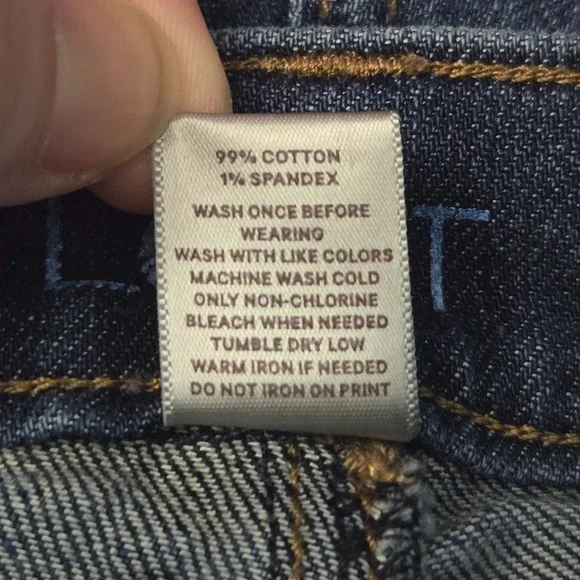 99% COTTON
1% SPANDEX
WASH ONCE BEFORE
WEARING
WASH WITH LIKE COLORS
MACHINE WASH COLD
ONLY NON-CHLORINE
BLEACH WHEN NEEDED
TUMBLE DRY LOW
WARM IRON IF NEEDED
DO NOT IRON ON PRINT